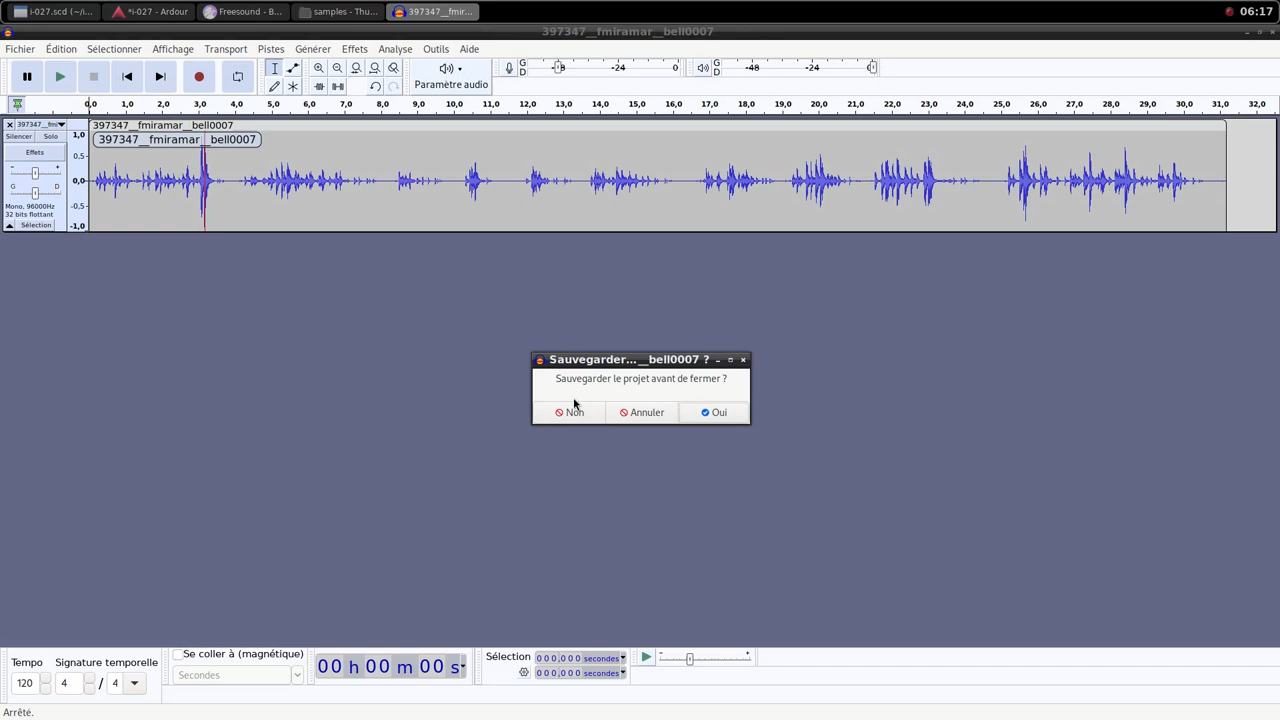 i-027.scd (~/i... *i-027 - Ardour Freesound - B... samples - Thu... 397347__fmir... 06:17
397347__fmiramar__bell0007
Fichier Édition Sélectionner Affichage Transport Pistes Générer Effets Analyse Outils Aide
G D -24 0 G D -48 -24
Paramètre audio
0,0 1,0 2,0 3,0 4,0 5,0 6,0 7,0 8,0 9,0 10,0 11,0 12,0 13,0 14,0 15,0 16,0 17,0 18,0 19,0 20,0 21,0 22,0 23,0 24,0 25,0 26,0 27,0 28,0 29,0 30,0 31,0 32,0
397347__fmi 1,0 397347__fmiramar__bell0007
Silencer Solo 397347__fmiramar__bell0007
Effets 0,5
- +
0,0
G D
Mono, 96000Hz -0,5
32 bits flottant
Sélection -1,0
Sauvegarder...__bell0007 ?
Sauvegarder le projet avant de fermer ?
Non Annuler Oui
Tempo Signature temporelle Se coller à (magnétique) 00 h 00 m 00 s Sélection 000,000 secondes - +
120 4 / 4 Secondes 000,000 secondes
Arrêté.